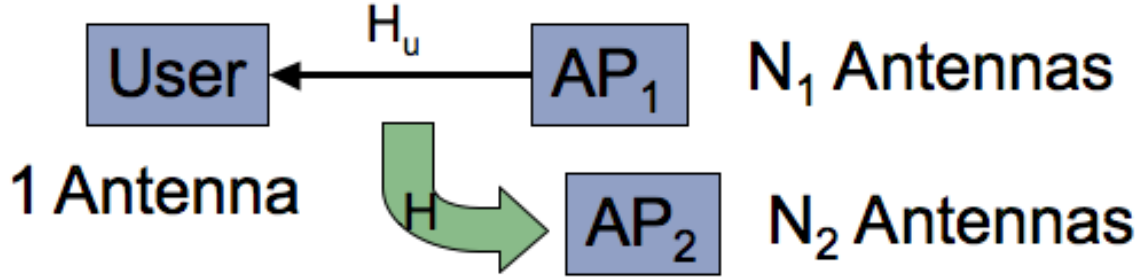 H_u
User
AP_1
N_1 Antennas
1 Antenna
H
AP_2
N_2 Antennas